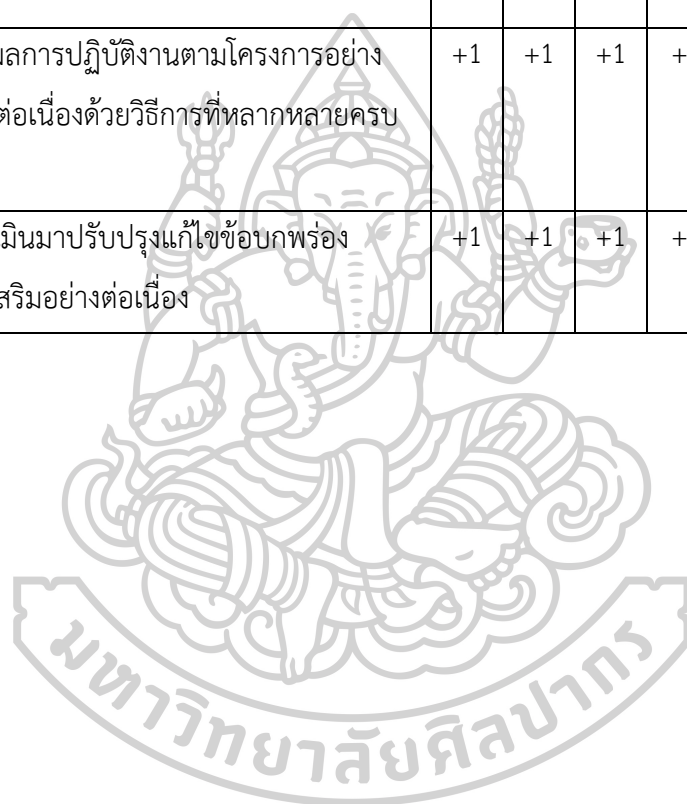 ผลการปฏิบัติงานตามโครงการอย่าง +1 +1 +1 +
ต่อเนื่องด้วยวิธีการที่หลากหลายครบ
มินมาปรับปรุงแก้ไขข้อบกพร่อง +1 +1 +1 +
สริมอย่างต่อเนื่อง
มหาวิทยาลัยศิลปากร